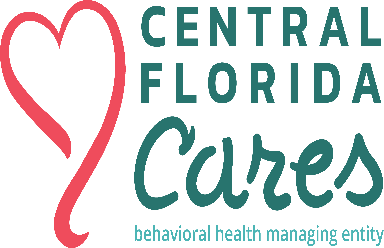 CENTRAL
FLORIDA
Cares
behavioral health managing entity